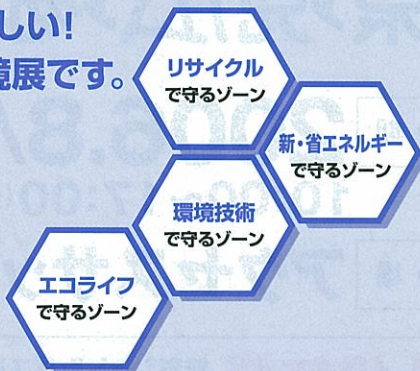 しい!
境展です。
リサイクル
で守るゾーン
新・省エネルギー
で守るゾーン
環境技術
で守るゾーン
エコライフ
で守るゾーン